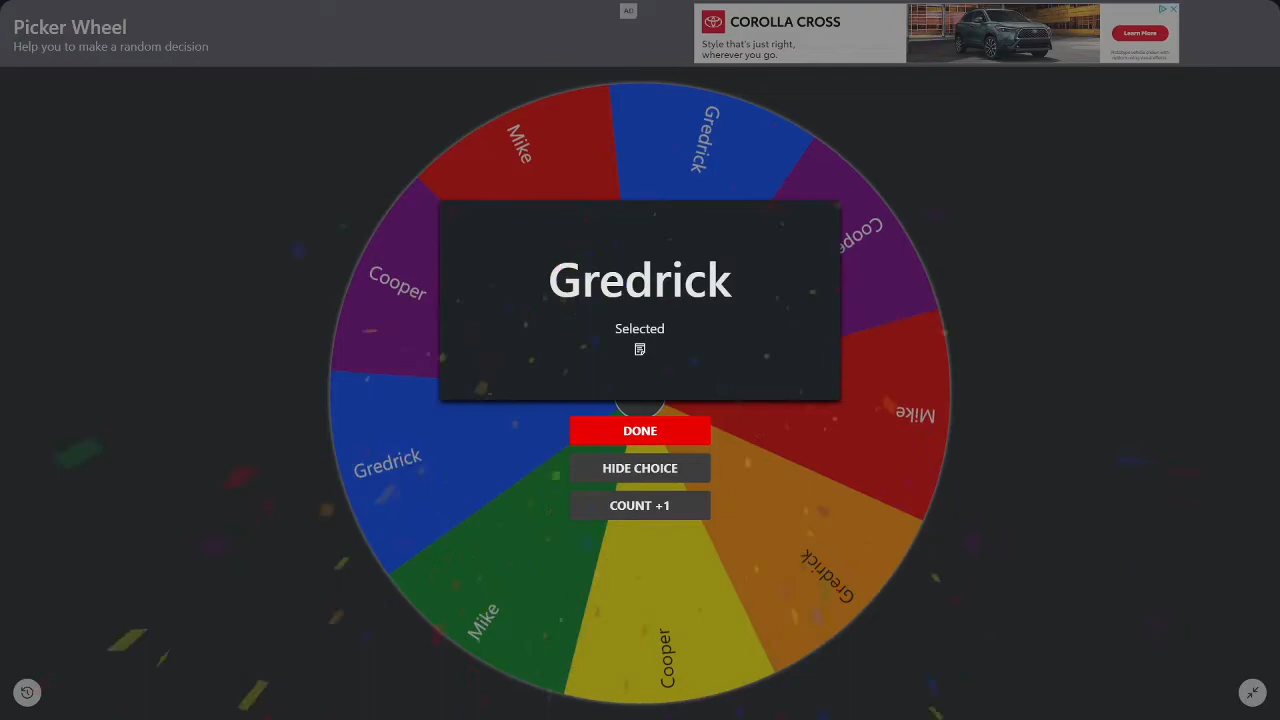 Picker Wheel
Help you to make a random decision
AD
COROLLA CROSS
Style that's just right,
wherever you go.
Learn More
Mike
Gredrick
Cooper
Cooper
Gredrick
Selected
Mike
DONE
Gredrick
HIDE CHOICE
COUNT +1
Gredrick
Mike
Cooper